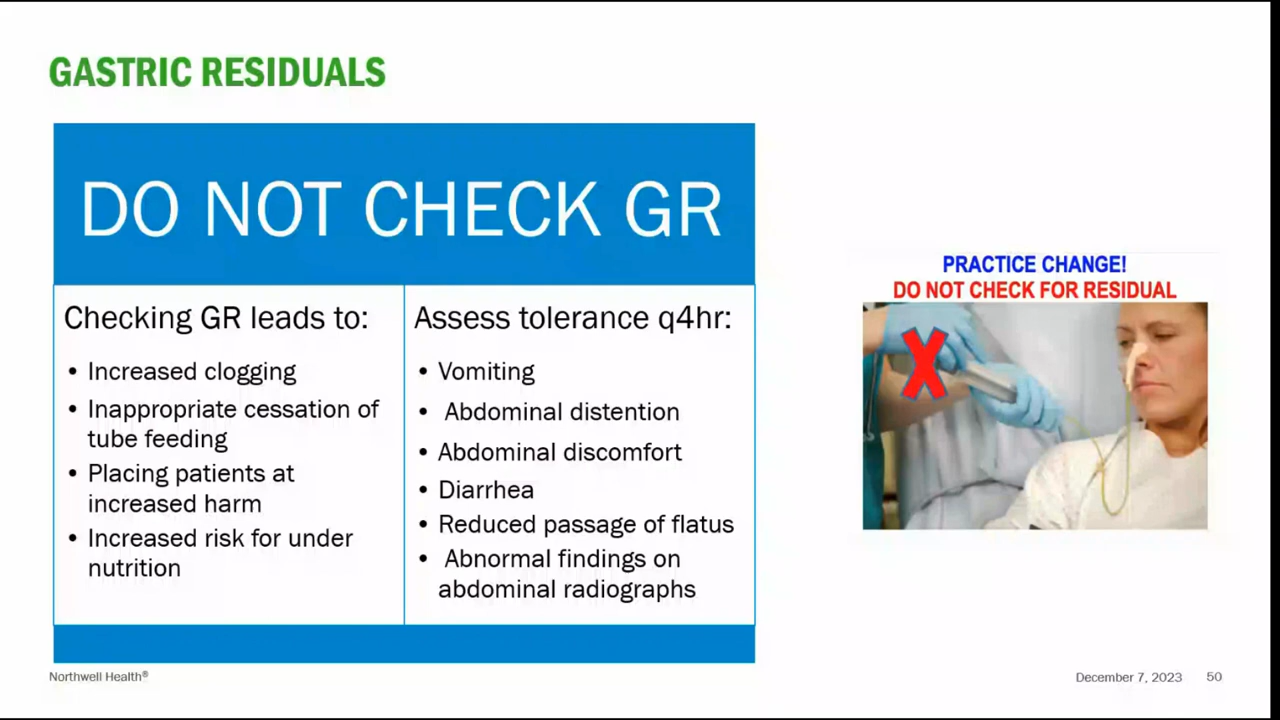 GASTRIC RESIDUALS
DO NOT CHECK GR
Checking GR leads to:
• Increased clogging
• Inappropriate cessation of
tube feeding
• Placing patients at
increased harm
• Increased risk for under
nutrition
Assess tolerance q4hr:
• Vomiting
• Abdominal distention
• Abdominal discomfort
• Diarrhea
• Reduced passage of flatus
• Abnormal findings on
abdominal radiographs
PRACTICE CHANGE!
DO NOT CHECK FOR RESIDUAL
X
Northwell Health®
December 7, 2023 50